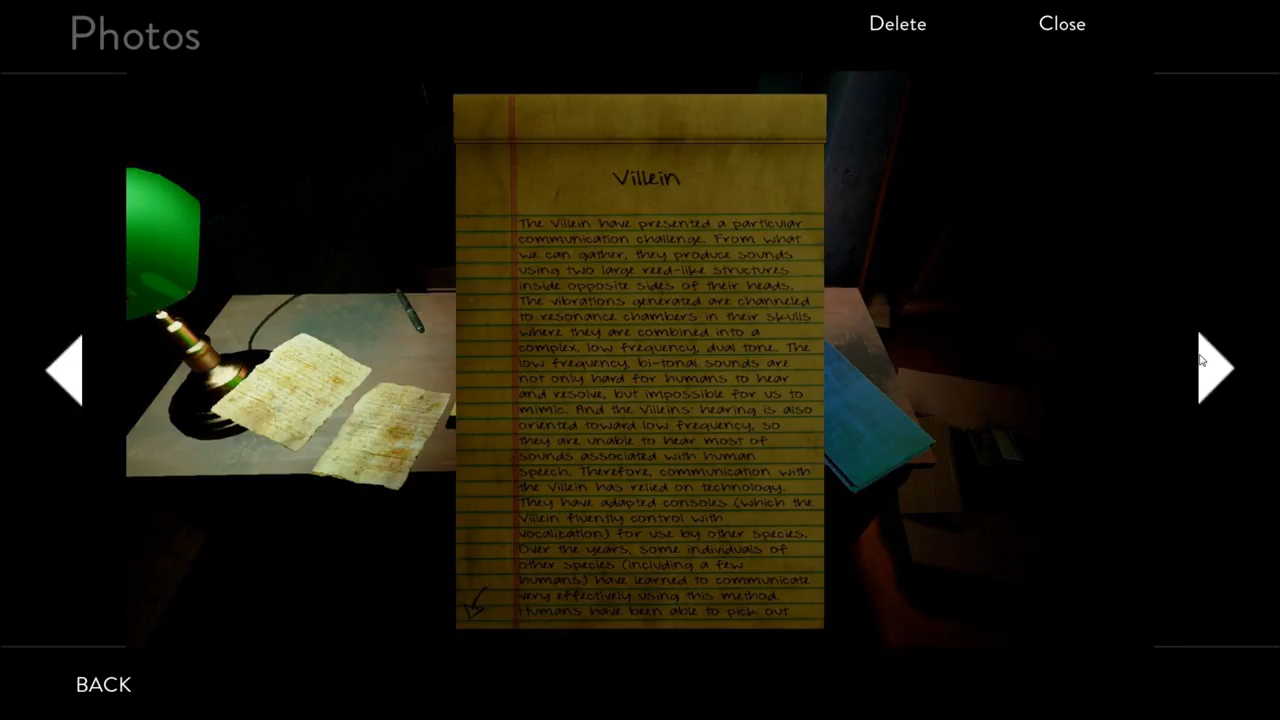 Photos
Delete
Close
Villein
The Villein have presented a particular
communication challenge. From what
we can gather, they produce sounds
using two large reed-like structures
inside opposite sides of their heads.
The vibrations generated are channeled
to resonance chambers in their skulls
where they are combined into a
complex, low frequency, dual tone. The
low frequency, bi-tonal sounds are
not only hard for humans to hear
and resolve, but impossible for us to
mimic. And the Villeins' hearing is also
oriented toward low frequency, so
they are unable to hear most of
sounds associated with human
speech. Therefore, communication with
the Villein has relied on technology.
They have adapted consoles (which the
Villein fluently control with
vocalization) for use by other species.
Over the years, some individuals of
other species (including a few
humans) have learned to communicate
very effectively using this method.
Humans have been able to pick out
BACK